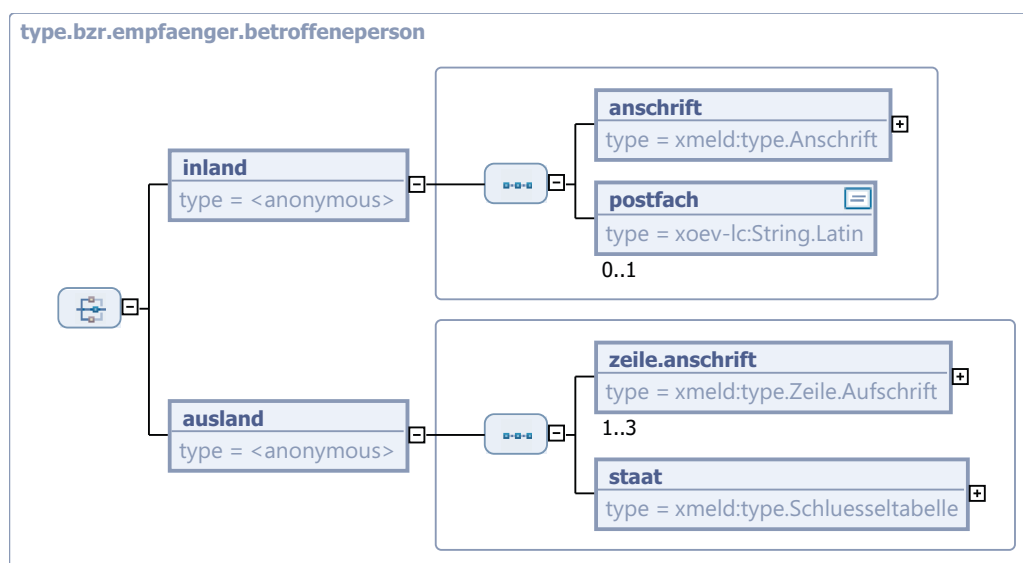 type.bzr.empfaenger.betroffeneperson
inland
type = <anonymous>
anschrift
type = xmeld:type.Anschrift
postfach
type = xoev-lc:String.Latin
0..1
ausland
type = <anonymous>
zeile.anschrift
type = xmeld:type.Zeile.Aufschrift
1..3
staat
type = xmeld:type.Schluesseltabelle